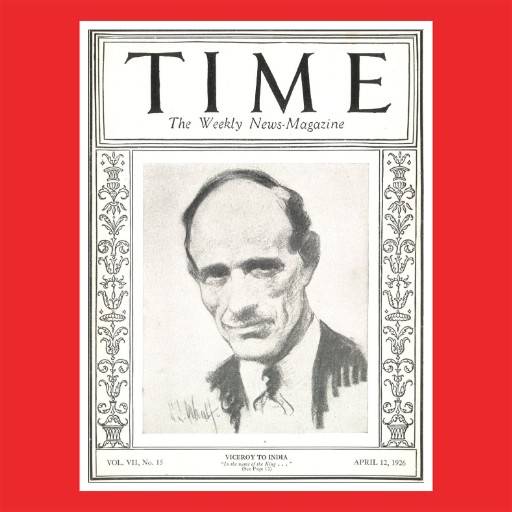 TIME
The Weekly News-Magazine
VICEROY TO INDIA
"In the name of the King . . ."
(See Page 12)
VOL. VII, No. 15
APRIL 12, 1926